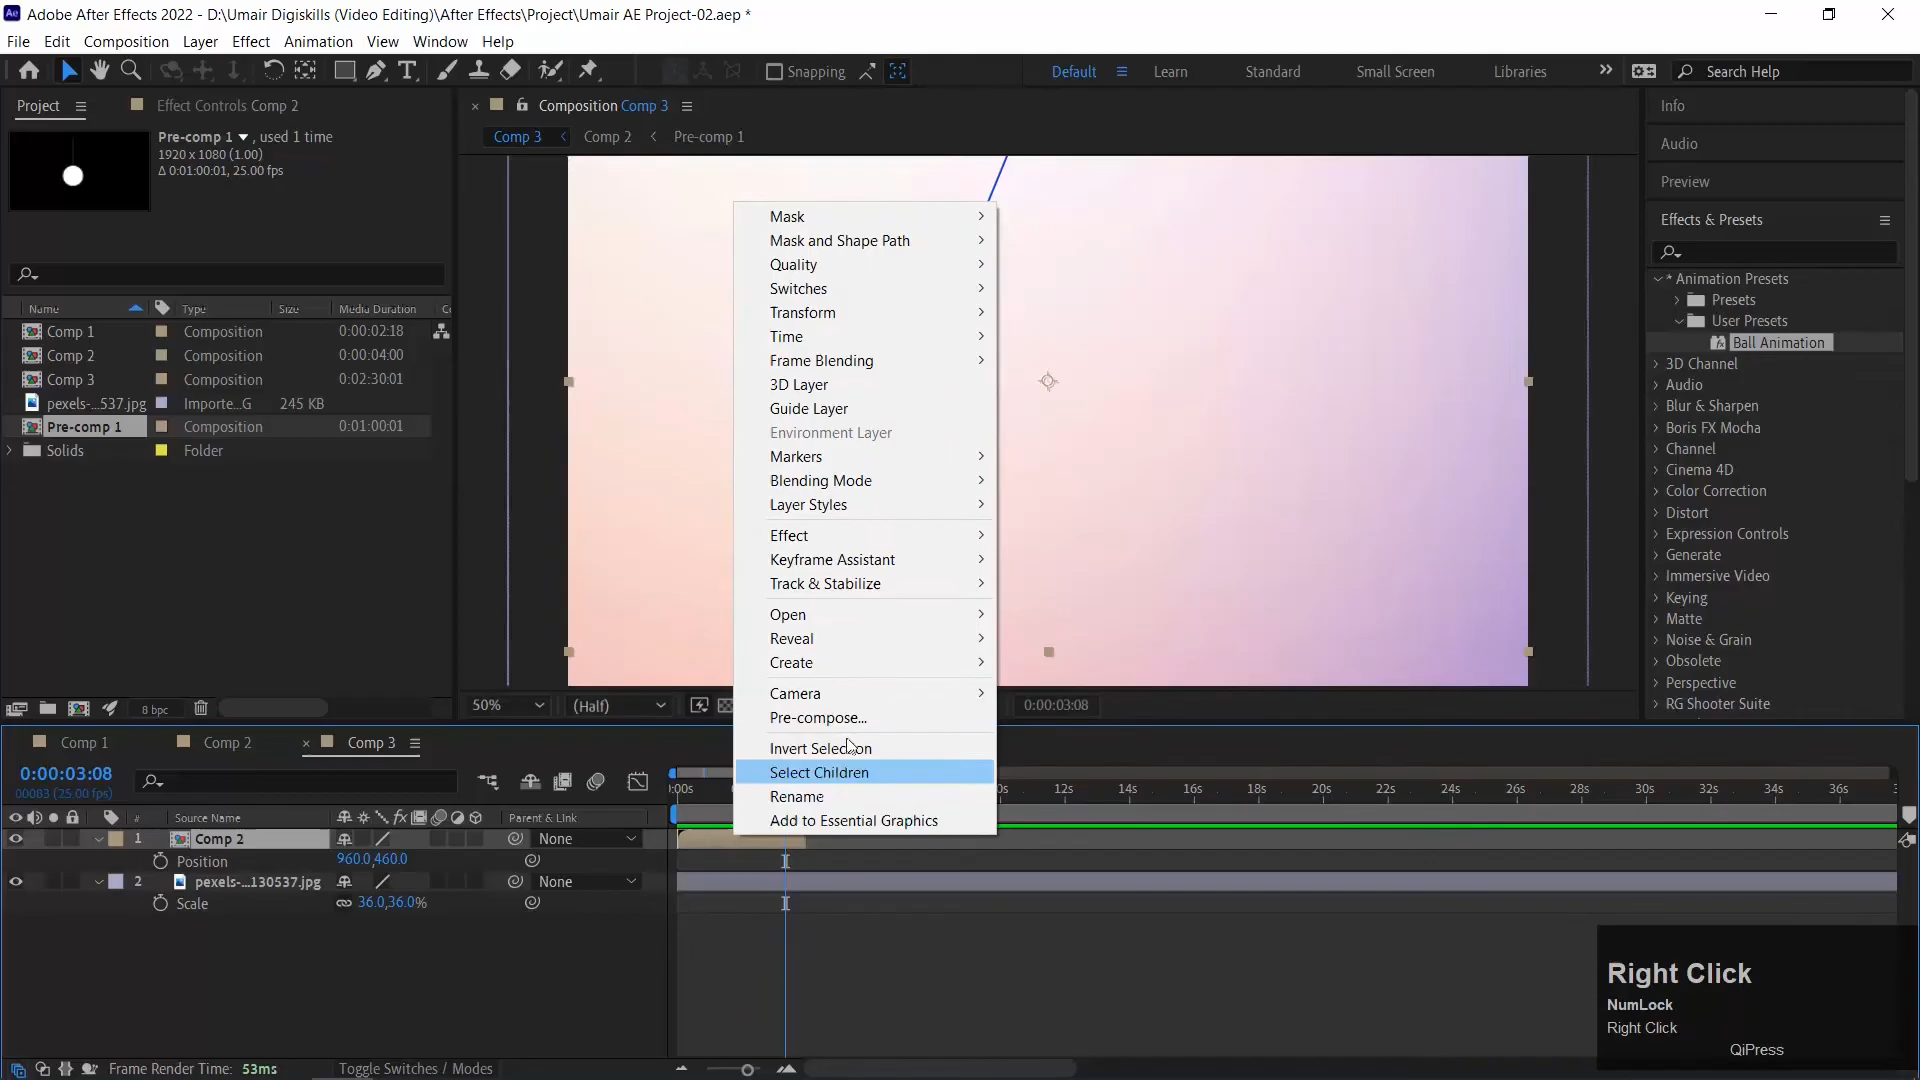 Adobe After Effects 2022 - D:\Umair Digiskills (Video Editing)\After Effects\Project\Umair AE Project-02.aep *
File Edit Composition Layer Effect Animation View Window Help
Snapping Default Learn Standard Small Screen Libraries Search Help
Project Effect Controls Comp 2
Pre-comp 1 , used 1 time
1920 x 1080 (1.00)
Δ 0:01:00:01, 25.00 fps
Name Type Size Media Duration
Comp 1 Composition 0:00:02:18
Comp 2 Composition 0:00:04:00
Comp 3 Composition 0:02:30:01
pexels-...537.jpg Importe...G 245 KB
Pre-comp 1 Composition 0:01:00:01
Solids Folder
8 bpc
Composition Comp 3
Comp 3 Comp 2 Pre-comp 1
50% (Half) 0:00:03:08
Mask
Mask and Shape Path
Quality
Switches
Transform
Time
Frame Blending
3D Layer
Guide Layer
Environment Layer
Markers
Blending Mode
Layer Styles
Effect
Keyframe Assistant
Track & Stabilize
Open
Reveal
Create
Camera
Pre-compose...
Invert Selection
Select Children
Rename
Add to Essential Graphics
Info
Audio
Preview
Effects & Presets
* Animation Presets
Presets
User Presets
Ball Animation
3D Channel
Audio
Blur & Sharpen
Boris FX Mocha
Channel
Cinema 4D
Color Correction
Distort
Expression Controls
Generate
Immersive Video
Keying
Matte
Noise & Grain
Obsolete
Perspective
RG Shooter Suite
Comp 1 Comp 2 Comp 3
0:00:03:08
00083 (25.00 fps)
:00s 12s 14s 16s 18s 20s 22s 24s 26s 28s 30s 32s 34s 36s
# Source Name Parent & Link
1 Comp 2 None
Position 960.0,460.0
2 pexels-...130537.jpg None
Scale 36.0,36.0%
Frame Render Time: 53ms Toggle Switches / Modes
Right Click
NumLock
Right Click
QiPress